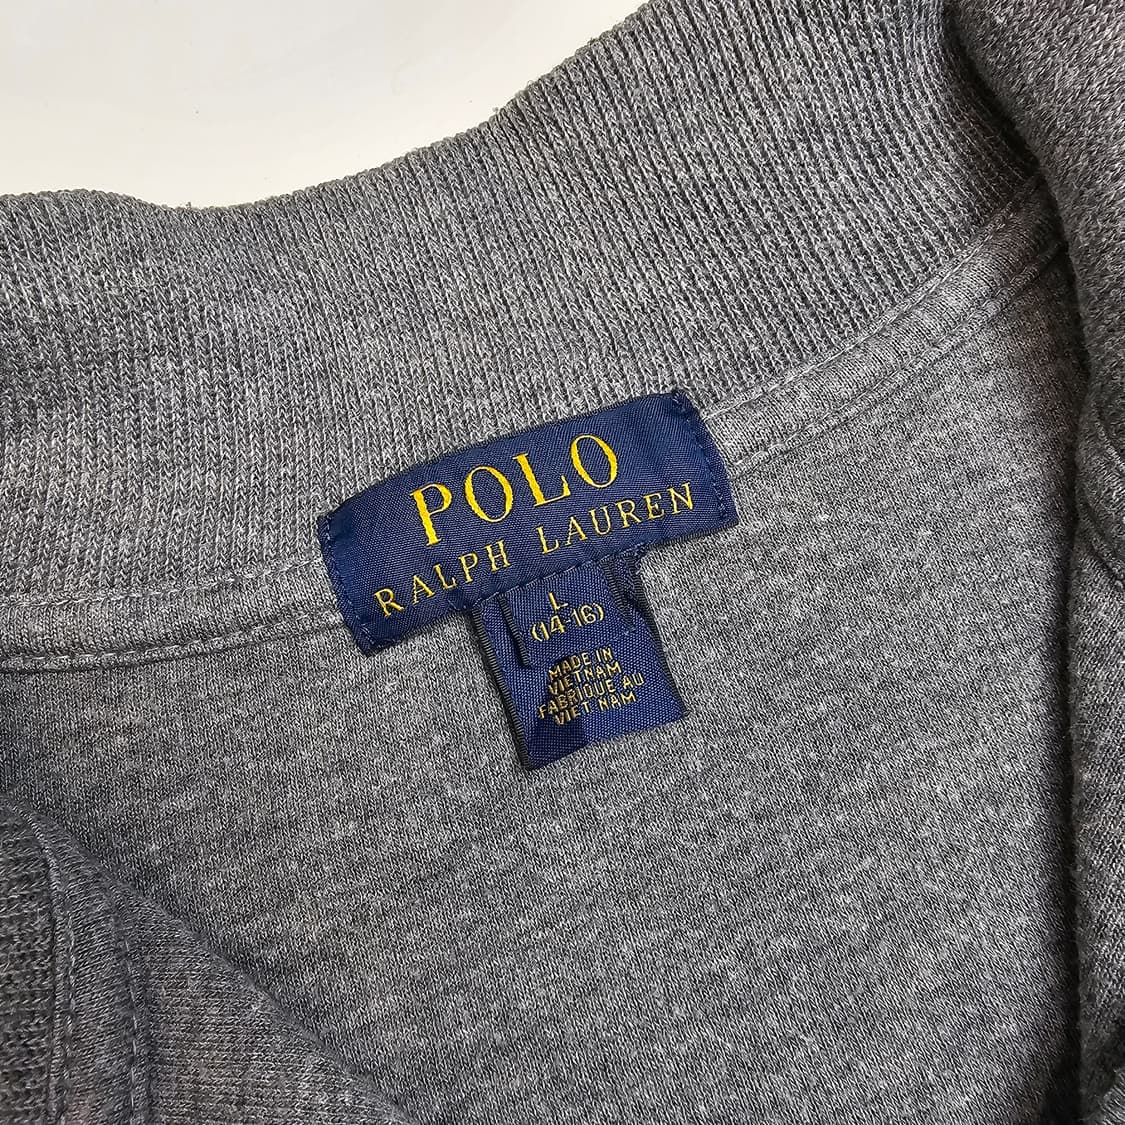 POLO
RALPH LAUREN
L
(14-16)
MADE IN
VIETNAM
FABRIQUE AU
VIET NAM